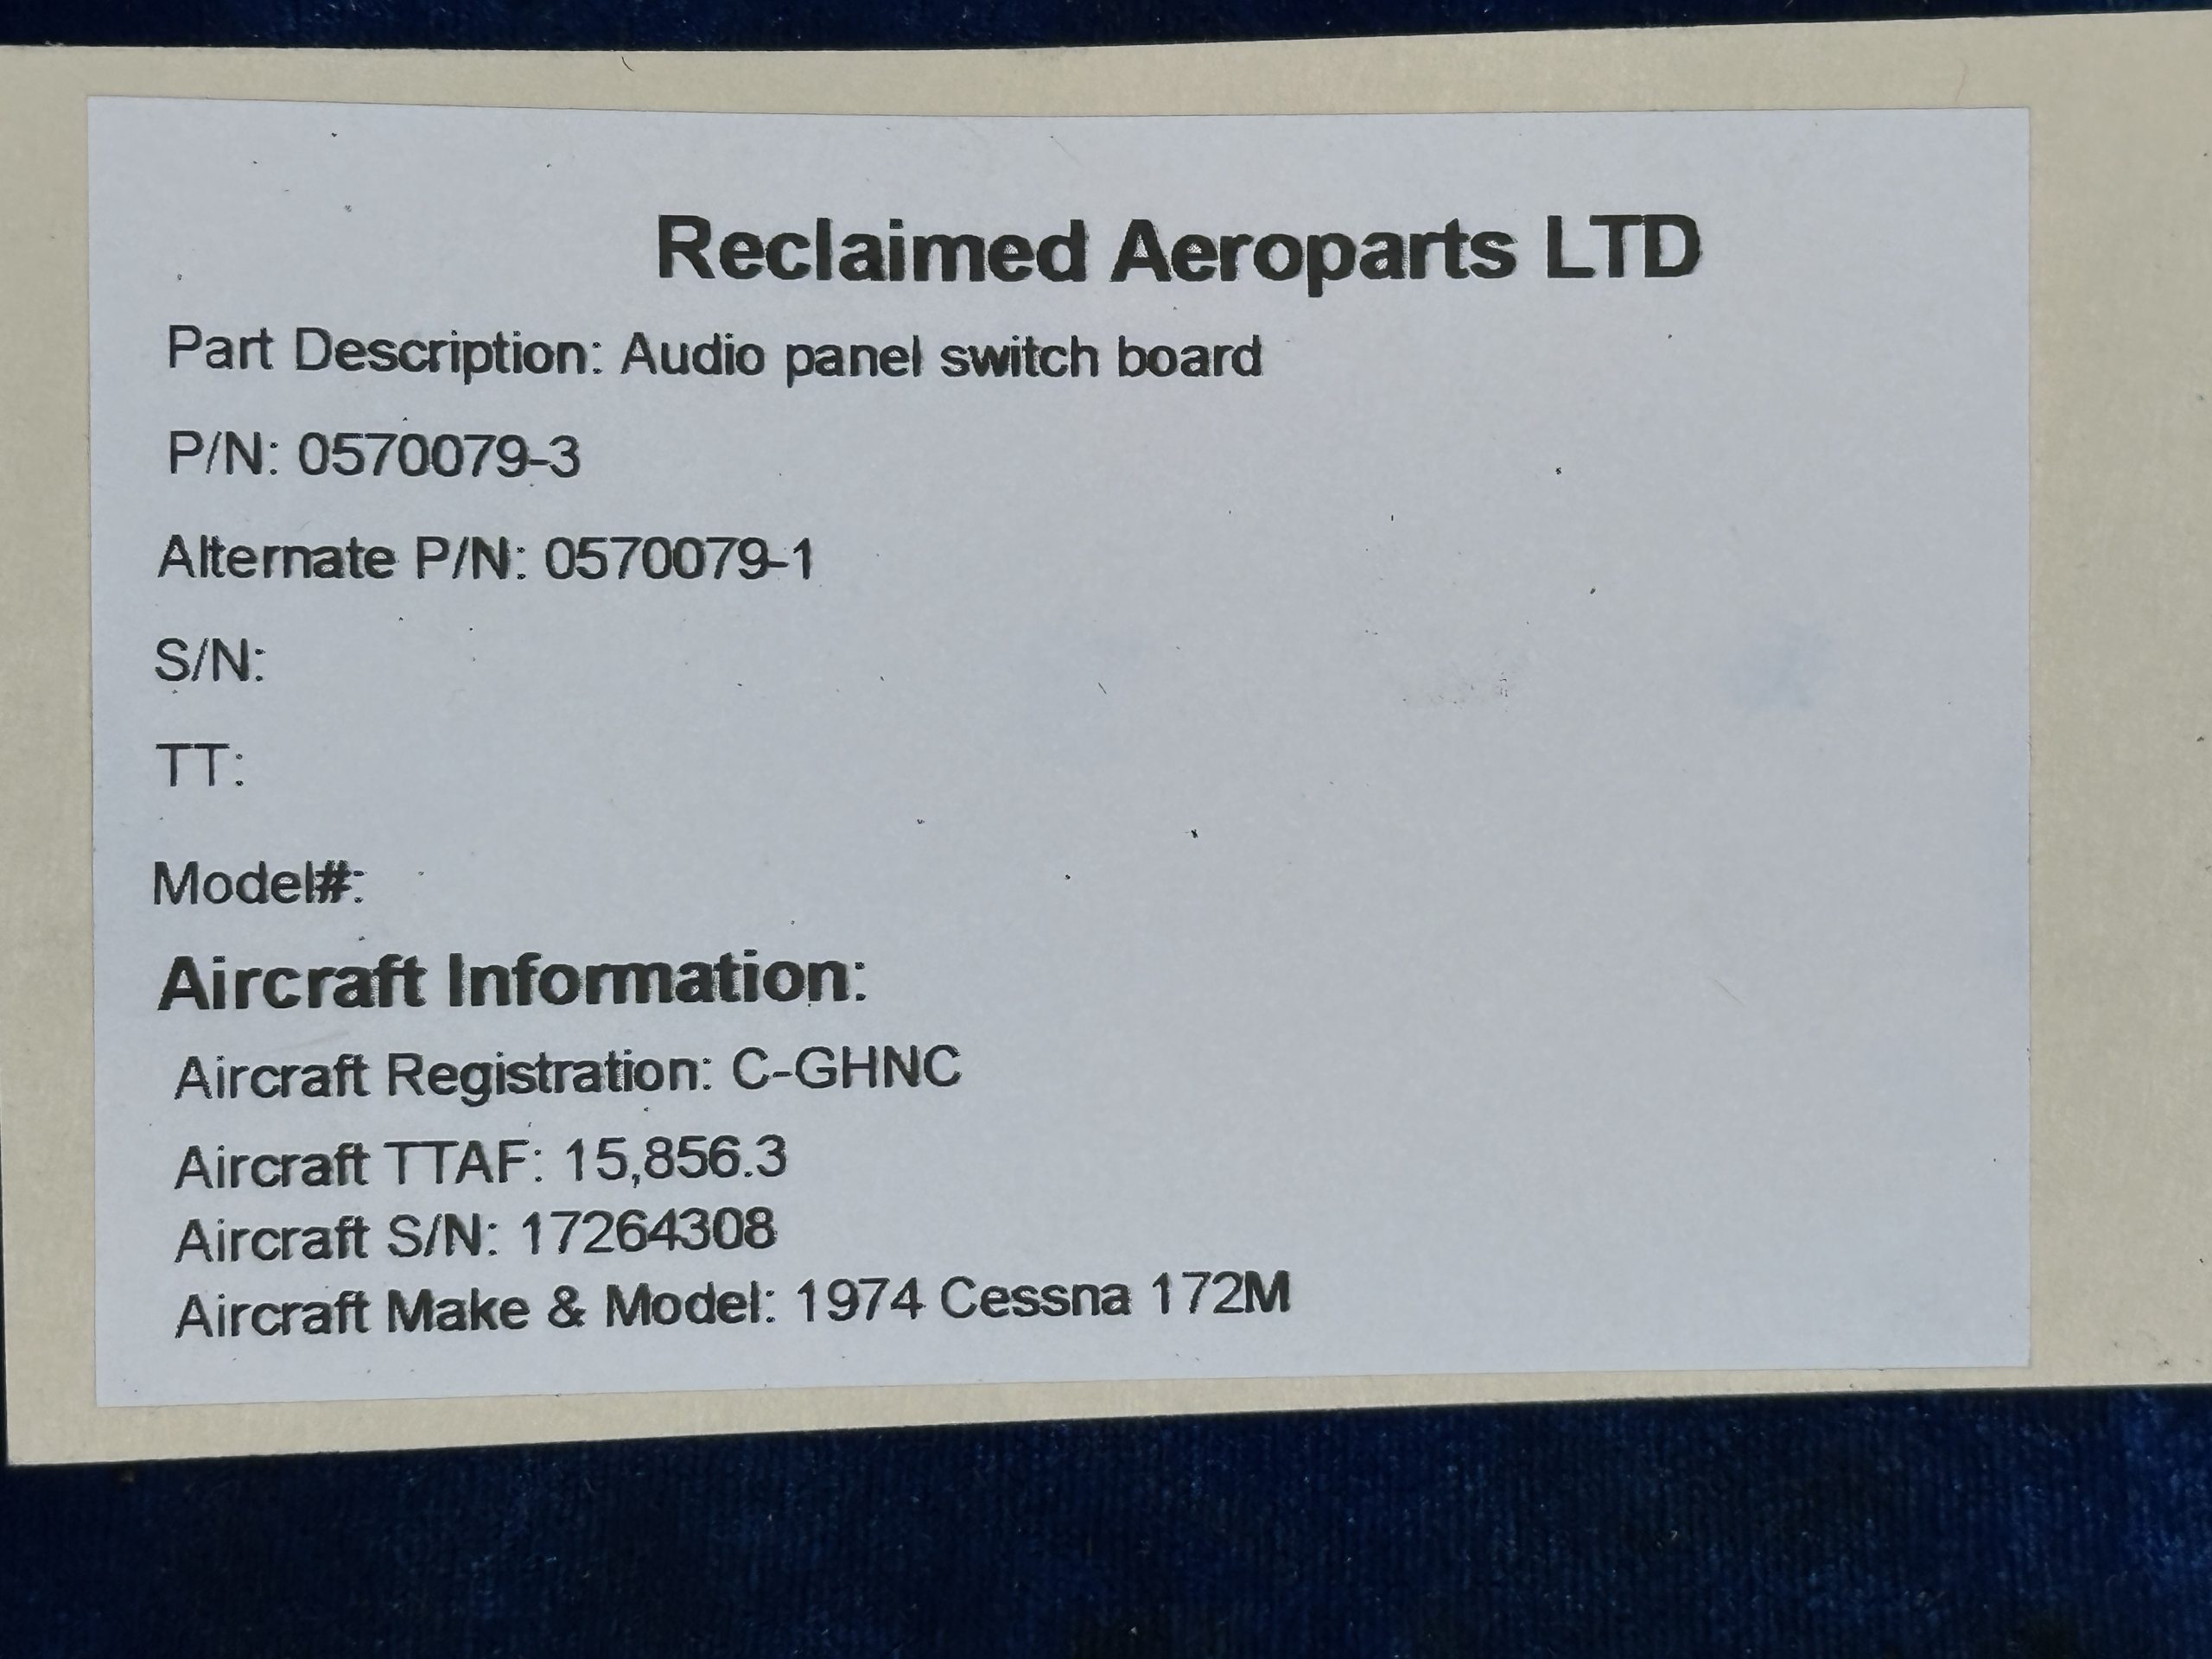 Reclaimed Aeroparts LTD
Part Description: Audio panel switch board
P/N: 0570079-3
Alternate P/N: 0570079-1
S/N:
TT:
Model#:
Aircraft Information:
Aircraft Registration: C-GHNC
Aircraft TTAF: 15,856.3
Aircraft S/N: 17264308
Aircraft Make & Model: 1974 Cessna 172M